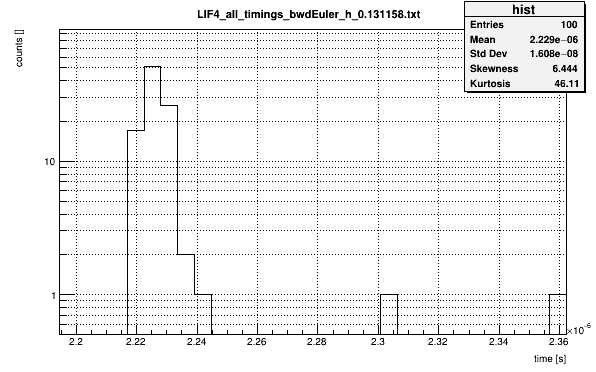 LIF4_all_timings_bwdEuler_h_0.131158.txt
hist
Entries 100
Mean 2.229e−06
Std Dev 1.608e−08
Skewness 6.444
Kurtosis 46.11
counts []
10
1
2.2 2.22 2.24 2.26 2.28 2.3 2.32 2.34 2.36
×10−6
time [s]